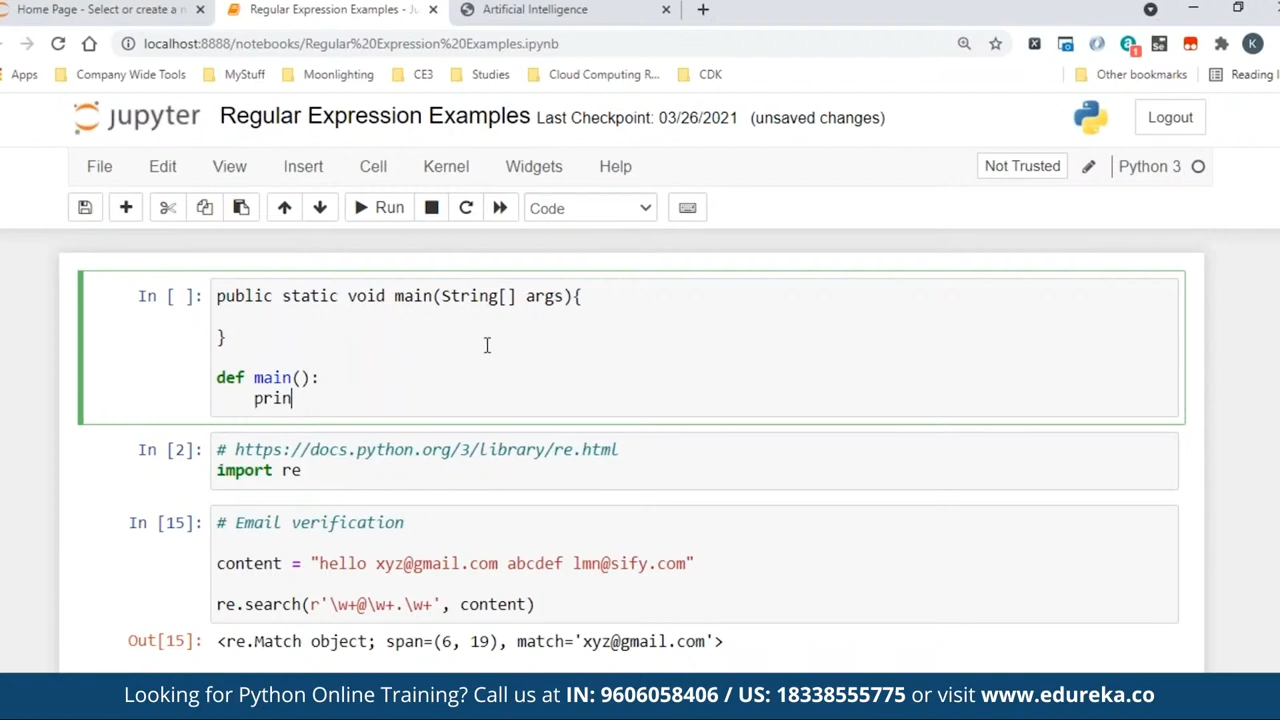 Home Page - Select or create a n
Regular Expression Examples - Ju
Artificial Intelligence
localhost:8888/notebooks/Regular%20Expression%20Examples.ipynb
Apps
Company Wide Tools
MyStuff
Moonlighting
CE3
Studies
Cloud Computing R...
CDK
Other bookmarks
Reading l
jupyter Regular Expression Examples Last Checkpoint: 03/26/2021 (unsaved changes)
Logout
File Edit View Insert Cell Kernel Widgets Help
Not Trusted
Python 3
Run
Code
In [ ]: public static void main(String[] args){
}
def main():
    prin
In [2]: # https://docs.python.org/3/library/re.html
import re
In [15]: # Email verification
content = "hello xyz@gmail.com abcdef lmn@sify.com"
re.search(r'\w+@\w+.\w+', content)
Out[15]: <re.Match object; span=(6, 19), match='xyz@gmail.com'>
Looking for Python Online Training? Call us at IN: 9606058406 / US: 18338555775 or visit www.edureka.co